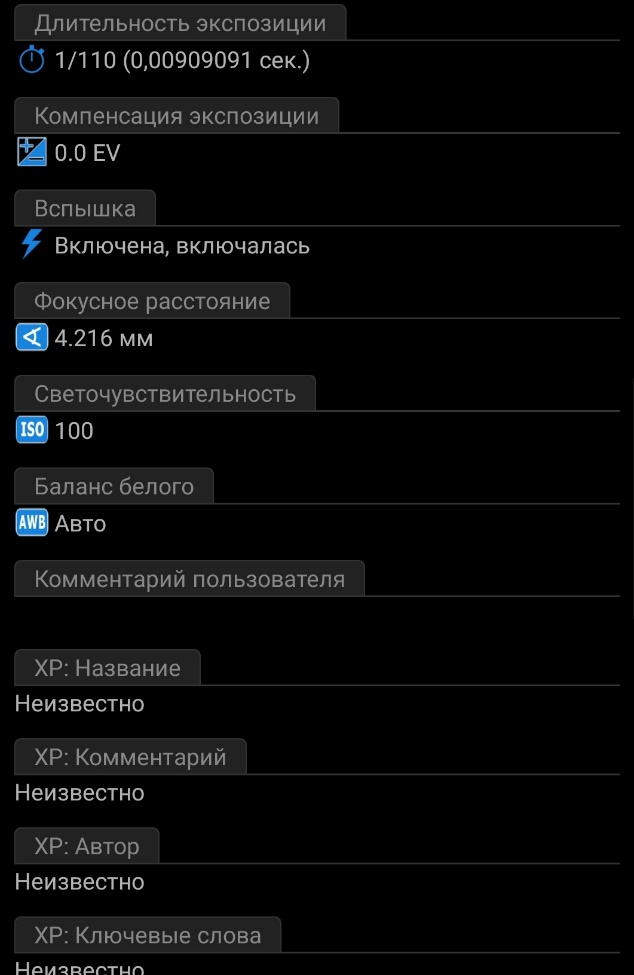 Длительность экспозиции
1/110 (0,00909091 сек.)
Компенсация экспозиции
0.0 EV
Вспышка
Включена, включалась
Фокусное расстояние
4.216 мм
Светочувствительность
ISO 100
Баланс белого
AWB Авто
Комментарий пользователя
XP: Название
Неизвестно
XP: Комментарий
Неизвестно
XP: Автор
Неизвестно
XP: Ключевые слова
Неизвестно